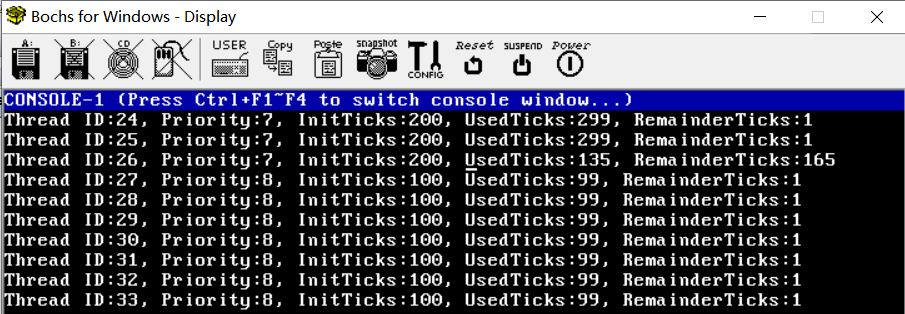 Bochs for Windows - Display
A: B: CD USER Copy Paste snapshot CONFIG Reset SUSPEND Power
CONSOLE-1 (Press Ctrl+F1~F4 to switch console window...)
Thread ID:24, Priority:7, InitTicks:200, UsedTicks:299, RemainderTicks:1
Thread ID:25, Priority:7, InitTicks:200, UsedTicks:299, RemainderTicks:1
Thread ID:26, Priority:7, InitTicks:200, UsedTicks:135, RemainderTicks:165
Thread ID:27, Priority:8, InitTicks:100, UsedTicks:99, RemainderTicks:1
Thread ID:28, Priority:8, InitTicks:100, UsedTicks:99, RemainderTicks:1
Thread ID:29, Priority:8, InitTicks:100, UsedTicks:99, RemainderTicks:1
Thread ID:30, Priority:8, InitTicks:100, UsedTicks:99, RemainderTicks:1
Thread ID:31, Priority:8, InitTicks:100, UsedTicks:99, RemainderTicks:1
Thread ID:32, Priority:8, InitTicks:100, UsedTicks:99, RemainderTicks:1
Thread ID:33, Priority:8, InitTicks:100, UsedTicks:99, RemainderTicks:1